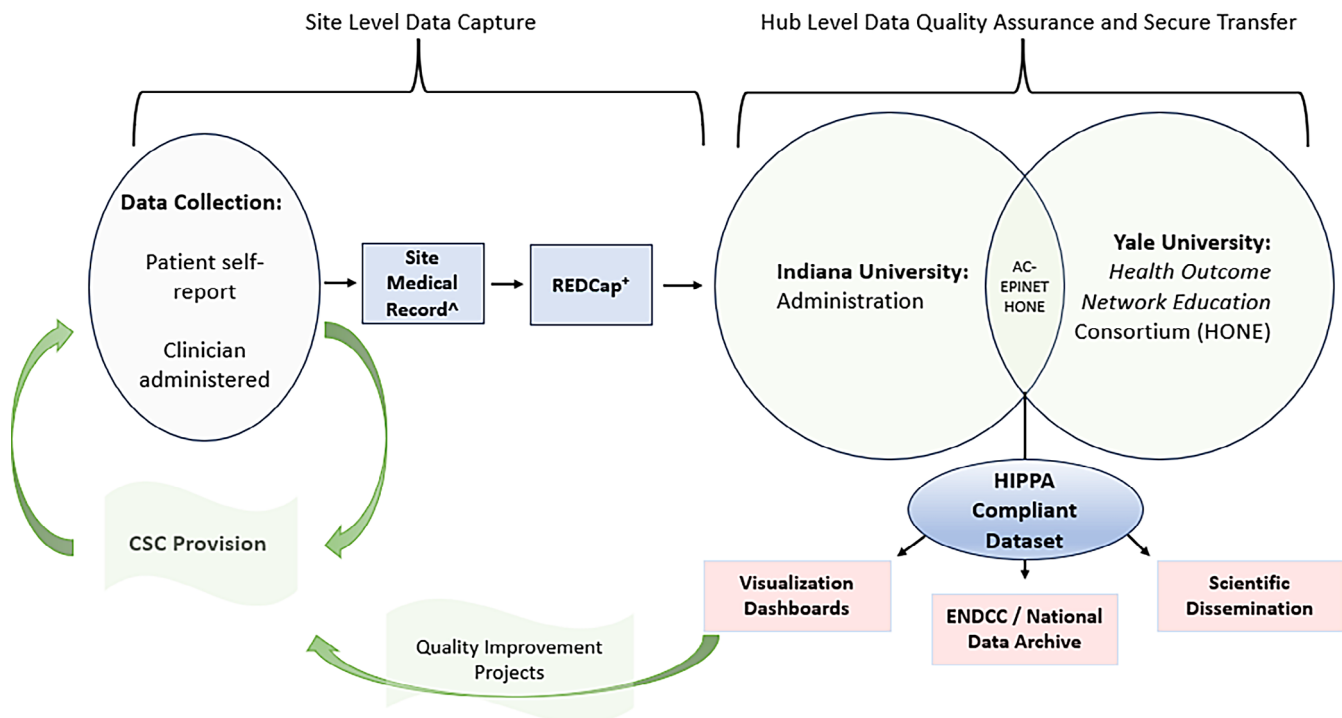 Site Level Data Capture
Hub Level Data Quality Assurance and Secure Transfer
Data Collection:
Patient self-
report
Clinician
administered
Site
Medical
Record^
REDCap+
Indiana University:
Administration
AC-
EPINET
HONE
Yale University:
Health Outcome
Network Education
Consortium (HONE)
HIPPA
Compliant
Dataset
CSC Provision
Visualization
Dashboards
ENDCC / National
Data Archive
Scientific
Dissemination
Quality Improvement
Projects